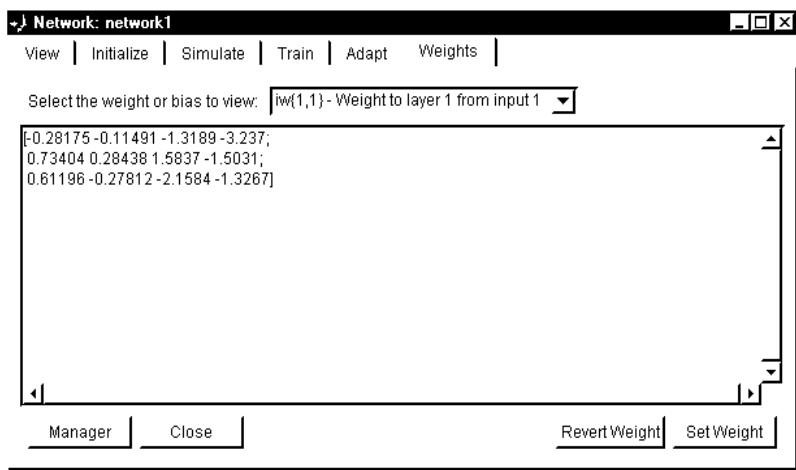 Network: network1
View Initialize Simulate Train Adapt Weights
Select the weight or bias to view: iw{1,1} - Weight to layer 1 from input 1
[-0.28175 -0.11491 -1.3189 -3.237;
0.73404 0.28438 1.5837 -1.5031;
0.61196 -0.27812 -2.1584 -1.3267]
Manager Close Revert Weight Set Weight